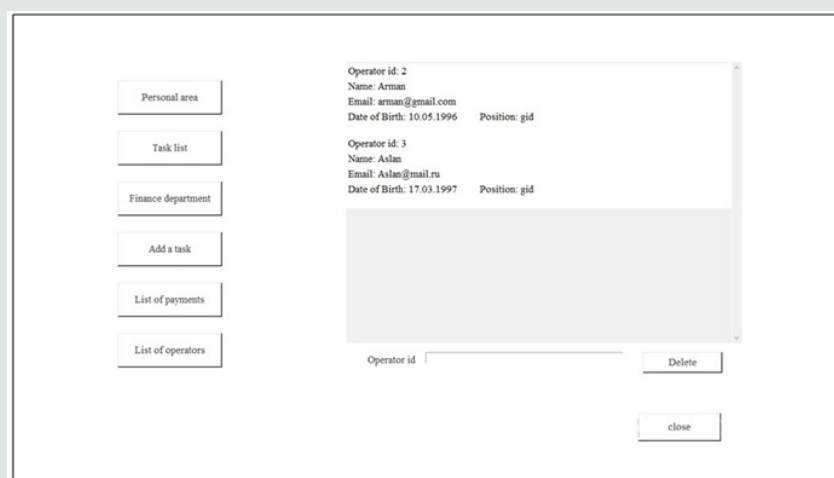 Personal area
Task list
Finance department
Add a task
List of payments
List of operators
Operator id: 2
Name: Arman
Email: arman@gmail.com
Date of Birth: 10.05.1996 Position: gid
Operator id: 3
Name: Aslan
Email: Aslan@mail.ru
Date of Birth: 17.03.1997 Position: gid
Operator id
Delete
close